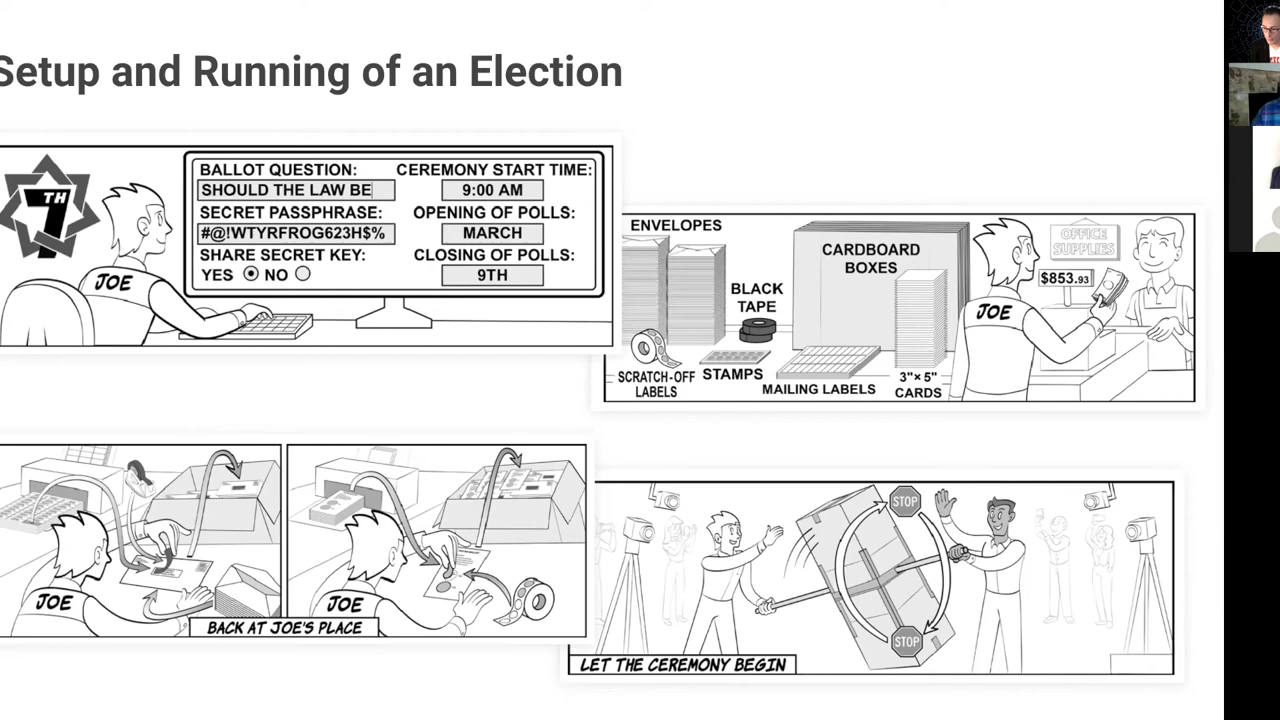 Setup and Running of an Election
7TH
BALLOT QUESTION:
SHOULD THE LAW BE
SECRET PASSPHRASE:
#@!WTYRFROG623H$%
SHARE SECRET KEY:
YES NO
CEREMONY START TIME:
9:00 AM
OPENING OF POLLS:
MARCH
CLOSING OF POLLS:
9TH
JOE
ENVELOPES
CARDBOARD
BOXES
BLACK
TAPE
SCRATCH-OFF
LABELS
STAMPS
MAILING LABELS
3"x 5"
CARDS
OFFICE
SUPPLIES
$853.93
JOE
JOE
JOE
BACK AT JOE'S PLACE
STOP
STOP
LET THE CEREMONY BEGIN